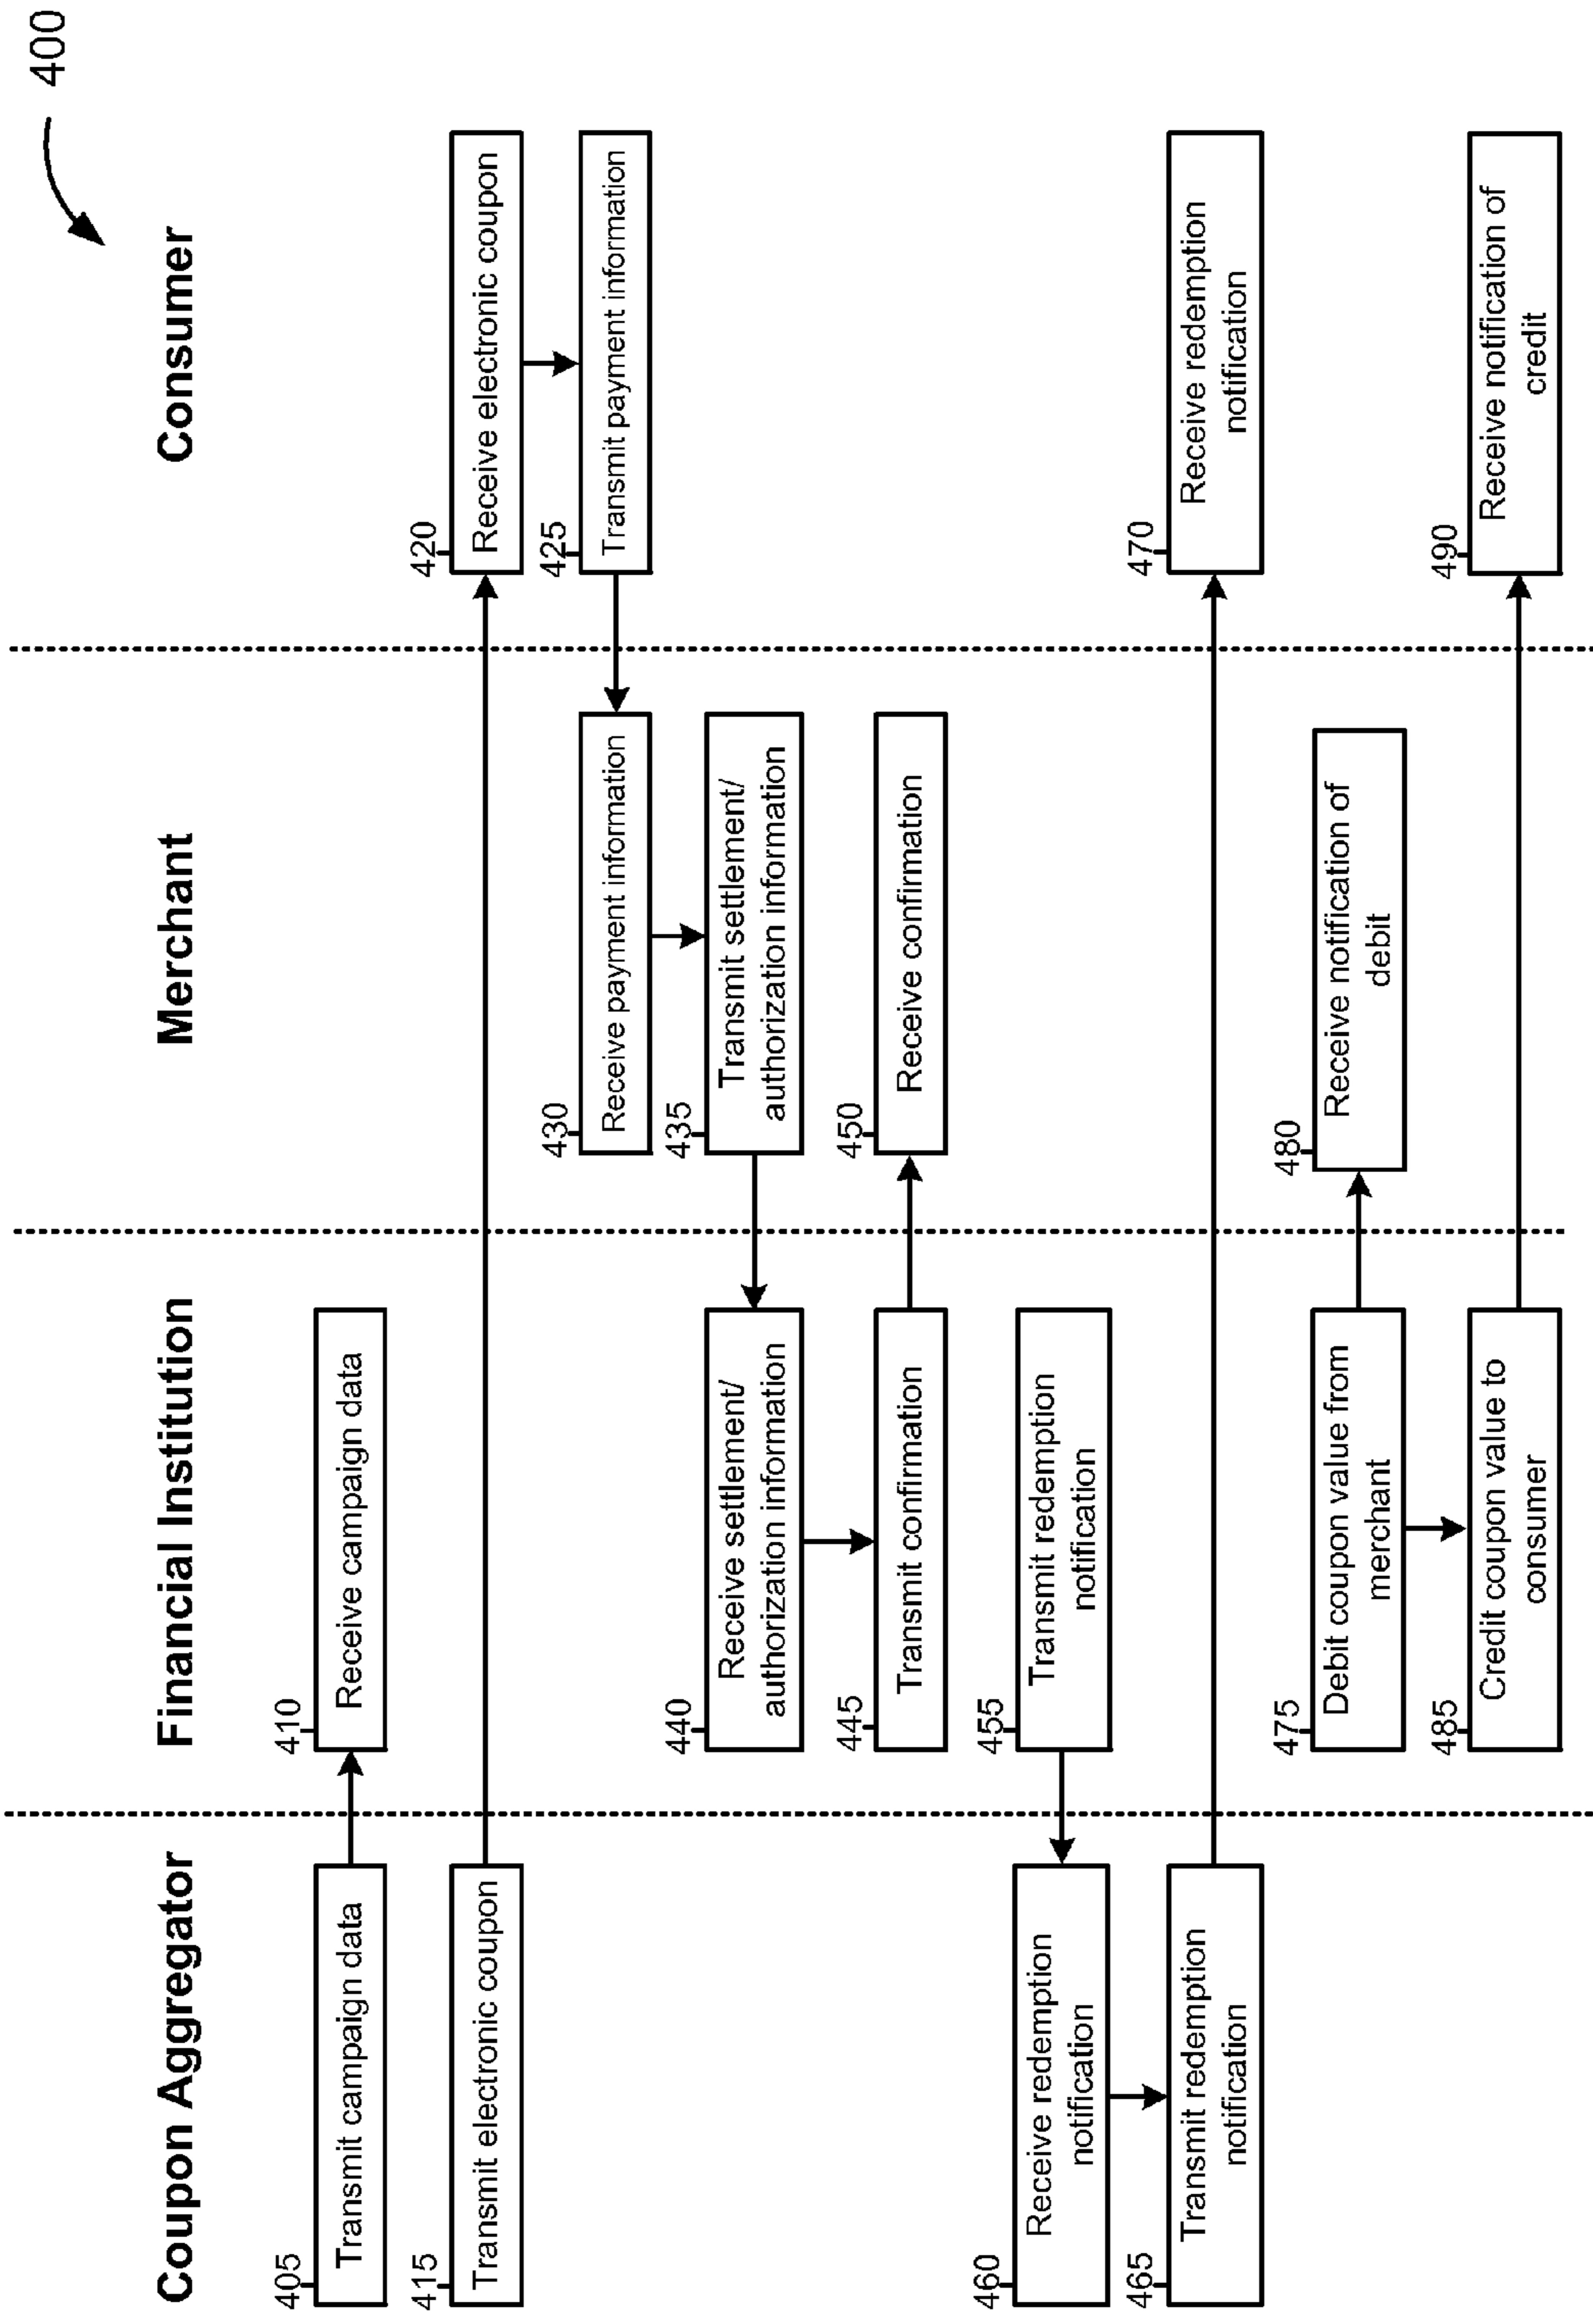 400
Coupon Aggregator
Financial Institution
Merchant
Consumer
405
Transmit campaign data
410
Receive campaign data
415
Transmit electronic coupon
420
Receive electronic coupon
425
Transmit payment information
430
Receive payment information
435
Transmit settlement/
authorization information
440
Receive settlement/
authorization information
445
Transmit confirmation
450
Receive confirmation
455
Transmit redemption
notification
460
Receive redemption
notification
465
Transmit redemption
notification
470
Receive redemption
notification
475
Debit coupon value from
merchant
480
Receive notification of
debit
485
Credit coupon value to
consumer
490
Receive notification of
credit